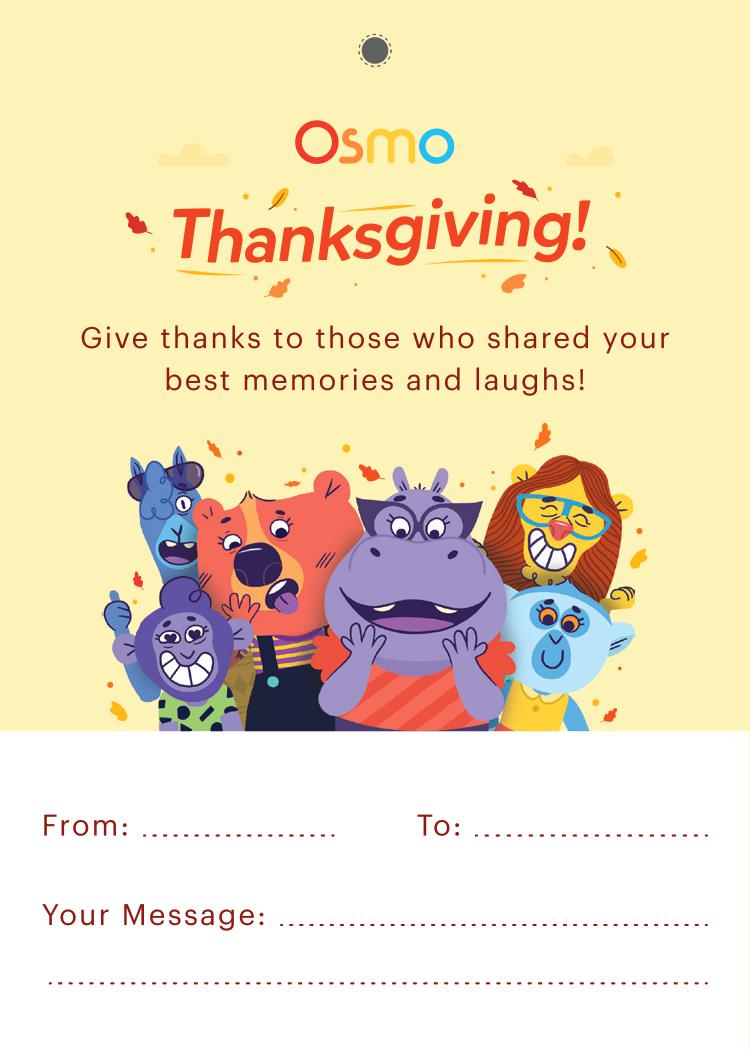 Osmo
Thanksgiving!
Give thanks to those who shared your
best memories and laughs!
From: To:
Your Message: